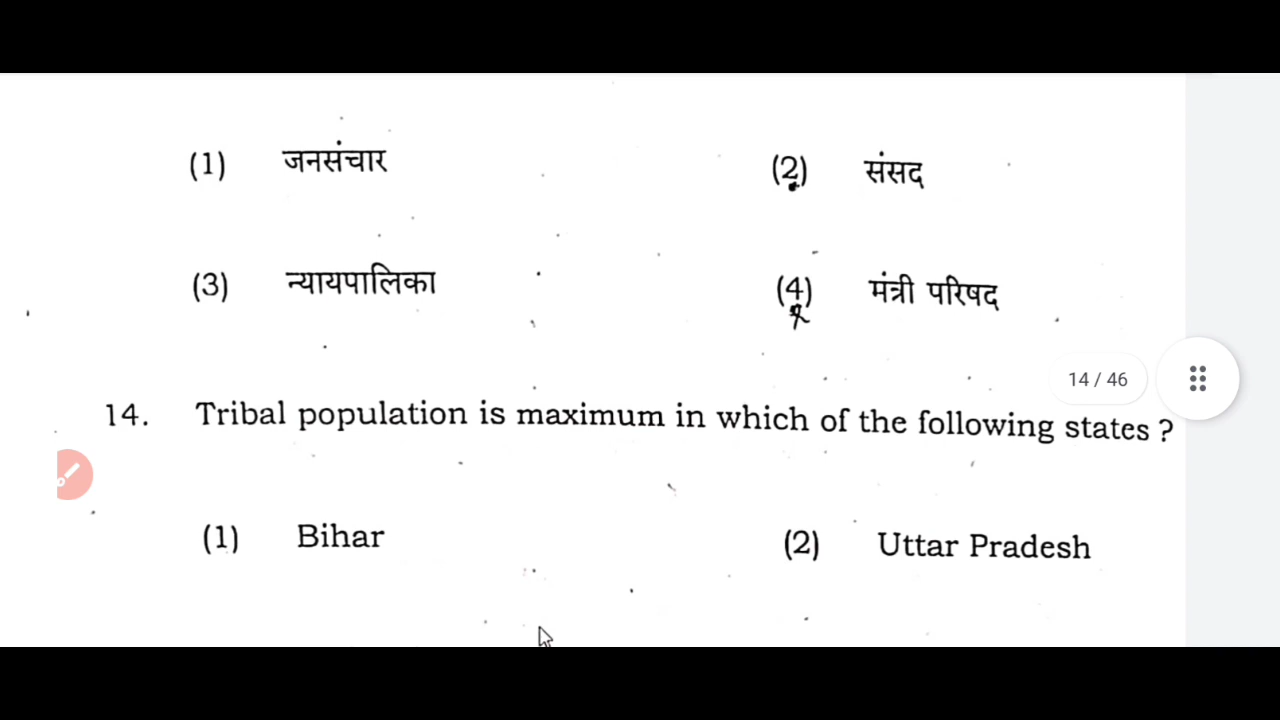 (1) जनसंचार (2) संसद
(3) न्यायपालिका (4) मंत्री परिषद
14 / 46
14. Tribal population is maximum in which of the following states ?
(1) Bihar (2) Uttar Pradesh